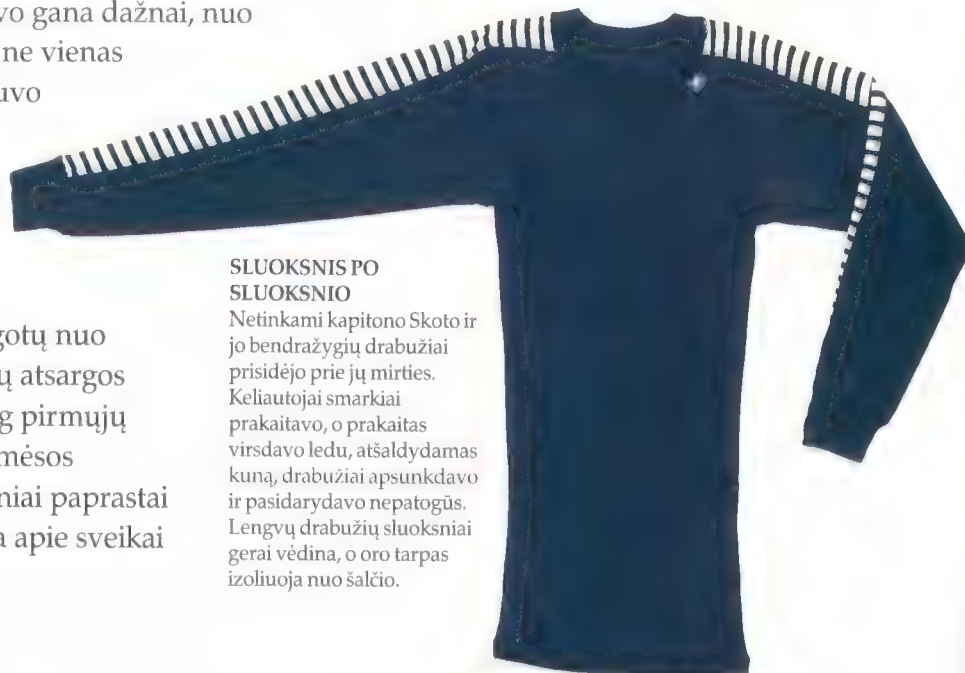 vo gana dažnai, nuo
ne vienas
uvo
gotų nuo
ų atsargos
g pirmųjų
mėsos
niai paprastai
a apie sveikai
SLUOKSNIS PO
SLUOKSNIO
Netinkami kapitono Skoto ir
jo bendražygių drabužiai
prisidėjo prie jų mirties.
Keliautojai smarkiai
prakaitavo, o prakaitas
virsdavo ledu, atšaldydamas
kuną, drabužiai apsunkdavo
ir pasidarydavo nepatogūs.
Lengvų drabužių sluoksniai
gerai vėdina, o oro tarpas
izoliuoja nuo šalčio.